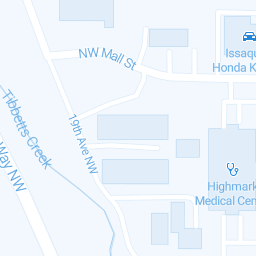 NW Mall St
Issaqu
Honda K
Tibbetts Creek
19th Ave NW
Way NW
Highmark
Medical Cen